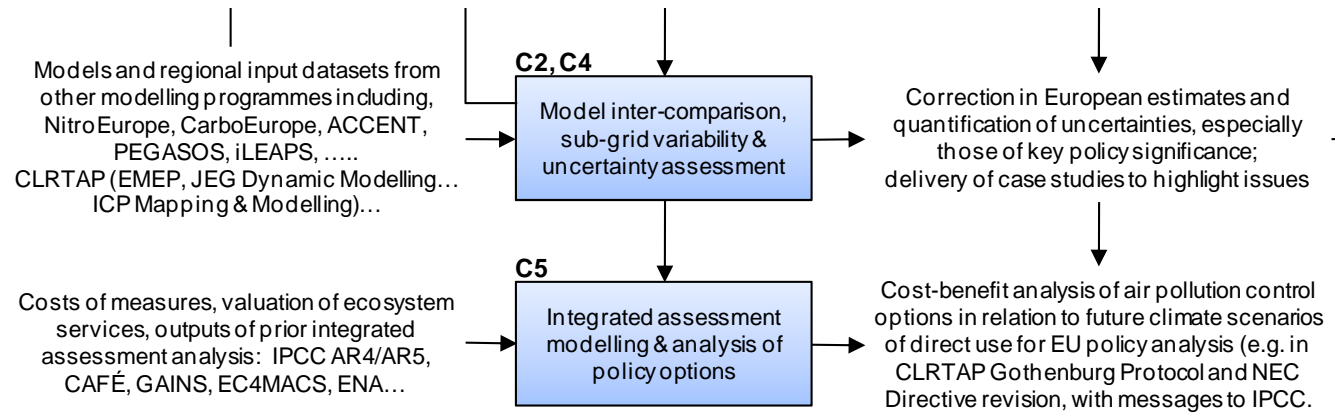 Models and regional input datasets from
other modelling programmes including,
NitroEurope, CarboEurope, ACCENT,
PEGASOS, iLEAPS, …..
CLRTAP (EMEP, JEG Dynamic Modelling…
ICP Mapping & Modelling)…
C2, C4
Model inter-comparison,
sub-grid variability &
uncertainty assessment
Correction in European estimates and
quantification of uncertainties, especially
those of key policy significance;
delivery of case studies to highlight issues
Costs of measures, valuation of ecosystem
services, outputs of prior integrated
assessment analysis: IPCC AR4/AR5,
CAFÉ, GAINS, EC4MACS, ENA…
C5
Integrated assessment
modelling & analysis of
policy options
Cost-benefit analysis of air pollution control
options in relation to future climate scenarios
of direct use for EU policy analysis (e.g. in
CLRTAP Gothenburg Protocol and NEC
Directive revision, with messages to IPCC.